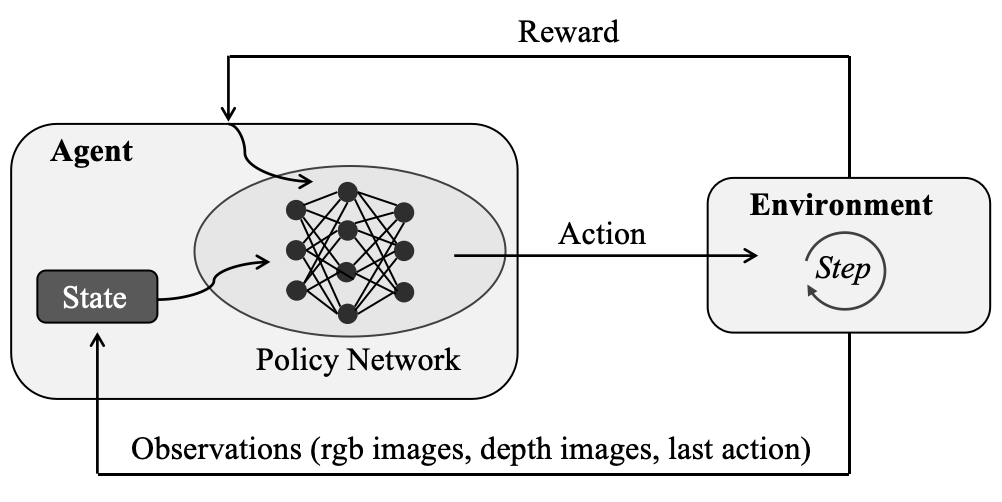 Reward
Agent
Environment
Action
Step
State
Policy Network
Observations (rgb images, depth images, last action)